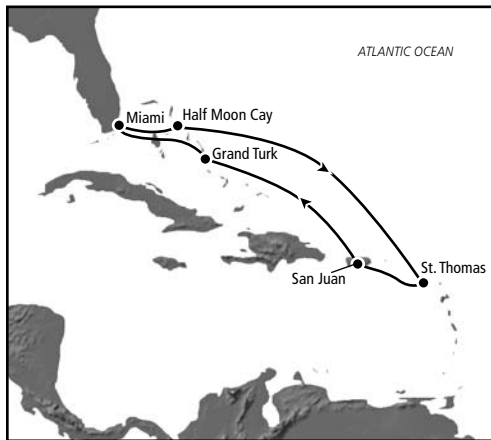 ATLANTIC OCEAN
Miami
Half Moon Cay
Grand Turk
San Juan
St. Thomas